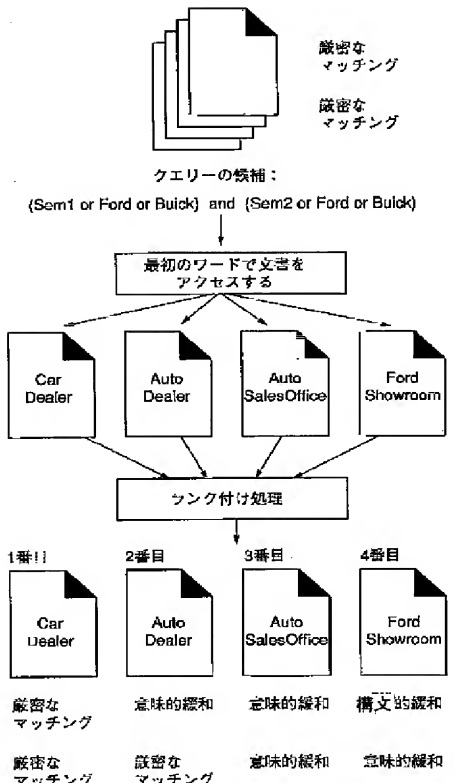 厳密な
マッチング
厳密な
マッチング
クエリーの候補：
(Sem1 or Ford or Buick) and (Sem2 or Ford or Buick)
最初のワードで文書を
アクセスする
Car
Dealer
Auto
Dealer
Auto
SalesOffice
Ford
Showroom
ランク付け処理
1番目 2番目 3番目 4番目
Car
Dealer
Auto
Dealer
Auto
SalesOffice
Ford
Showroom
厳密な
マッチング
意味的緩和
意味的緩和
構文的緩和
厳密な
マッチング
厳密な
マッチング
意味的緩和
意味的緩和